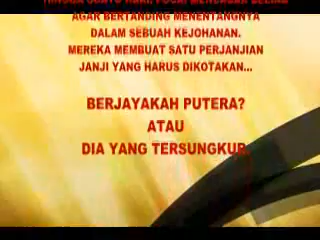 AGAR BERTANDING MENENTANGNYA
DALAM SEBUAH KEJOHANAN.
MEREKA MEMBUAT SATU PERJANJIAN
JANJI YANG HARUS DIKOTAKAN...
BERJAYAKAH PUTERA?
ATAU
DIA YANG TERSUNGKUR.